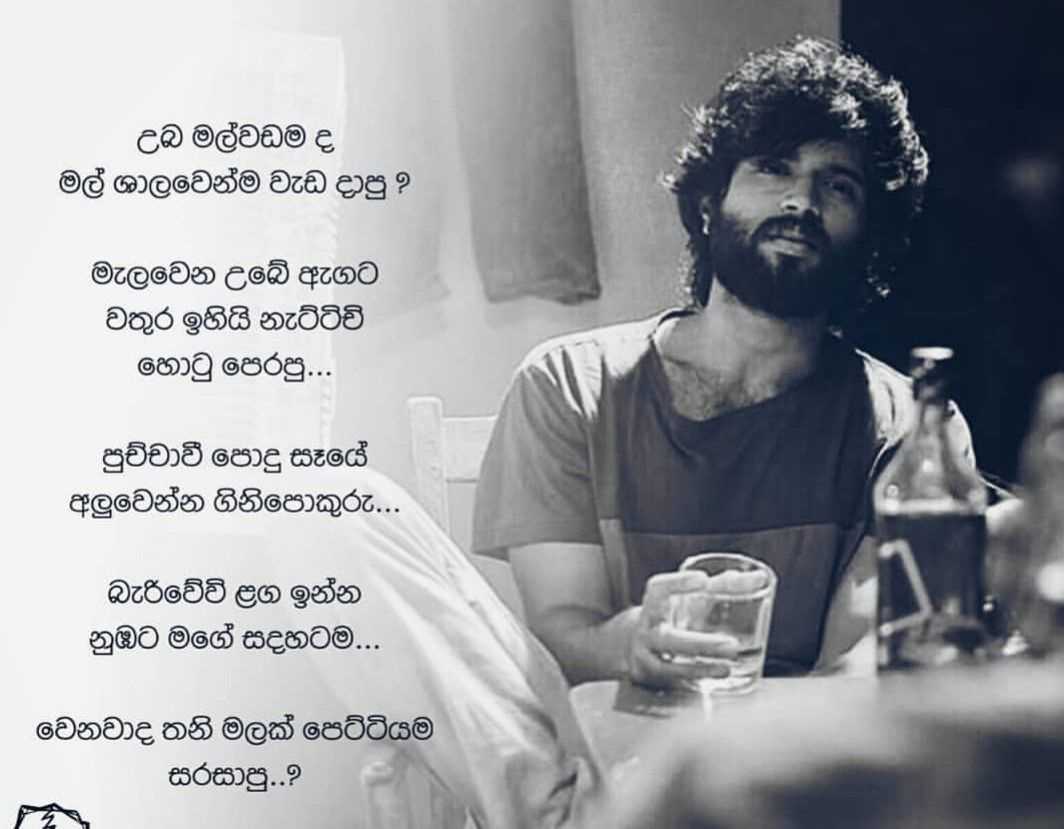 උබ මල්වඩම ද
මල් ශාලවෙන්ම වැඩ දාපු ?
මැලවෙන උබේ ඇගට
වතුර ඉහියි නැට්ටිචි
හොටු පෙරපු...
පුච්චාවී පොදු සෑයේ
අලුවෙන්න ගිනිපොකුරු...
බැරිවේවි ළග ඉන්න
නුඹට මගේ සදහටම...
වෙනවාද තනි මලක් පෙට්ටියම
සරසාපු..?